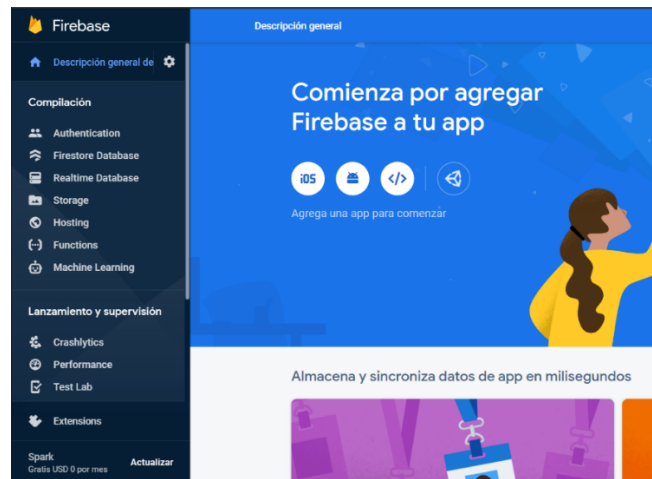 Firebase
Descripción general
Descripción general de
Compilación
Authentication
Firestore Database
Realtime Database
Storage
Hosting
Functions
Machine Learning
Lanzamiento y supervisión
Crashlytics
Performance
Test Lab
Extensions
Spark
Gratis USD 0 por mes
Actualizar
Comienza por agregar
Firebase a tu app
iOS
</>
Agrega una app para comenzar
Almacena y sincroniza datos de app en milisegundos